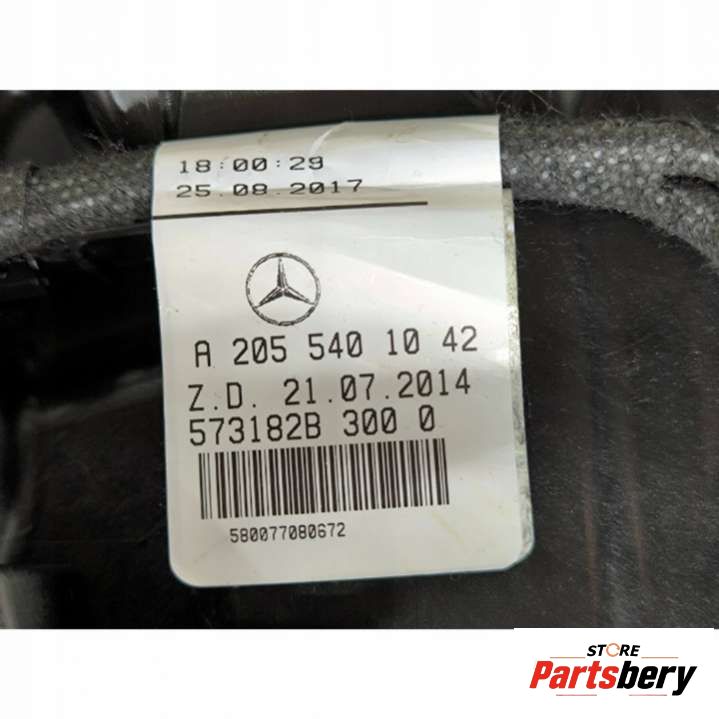 18:00:29
25.08.2017
A 205 540 10 42
Z.D. 21.07.2014
573182B 300 0
580077080672
STORE
Partsbery